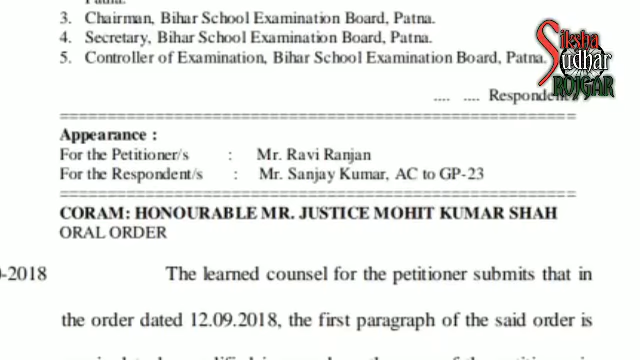 3. Chairman, Bihar School Examination Board, Patna.
4. Secretary, Bihar School Examination Board, Patna.
5. Controller of Examination, Bihar School Examination Board, Patna.
Siksha
Sudhar
ROJGAR
.... .... Respondent
Appearance :
For the Petitioner/s : Mr. Ravi Ranjan
For the Respondent/s : Mr. Sanjay Kumar, AC to GP-23
CORAM: HONOURABLE MR. JUSTICE MOHIT KUMAR SHAH
ORAL ORDER
-2018 The learned counsel for the petitioner submits that in
the order dated 12.09.2018, the first paragraph of the said order is